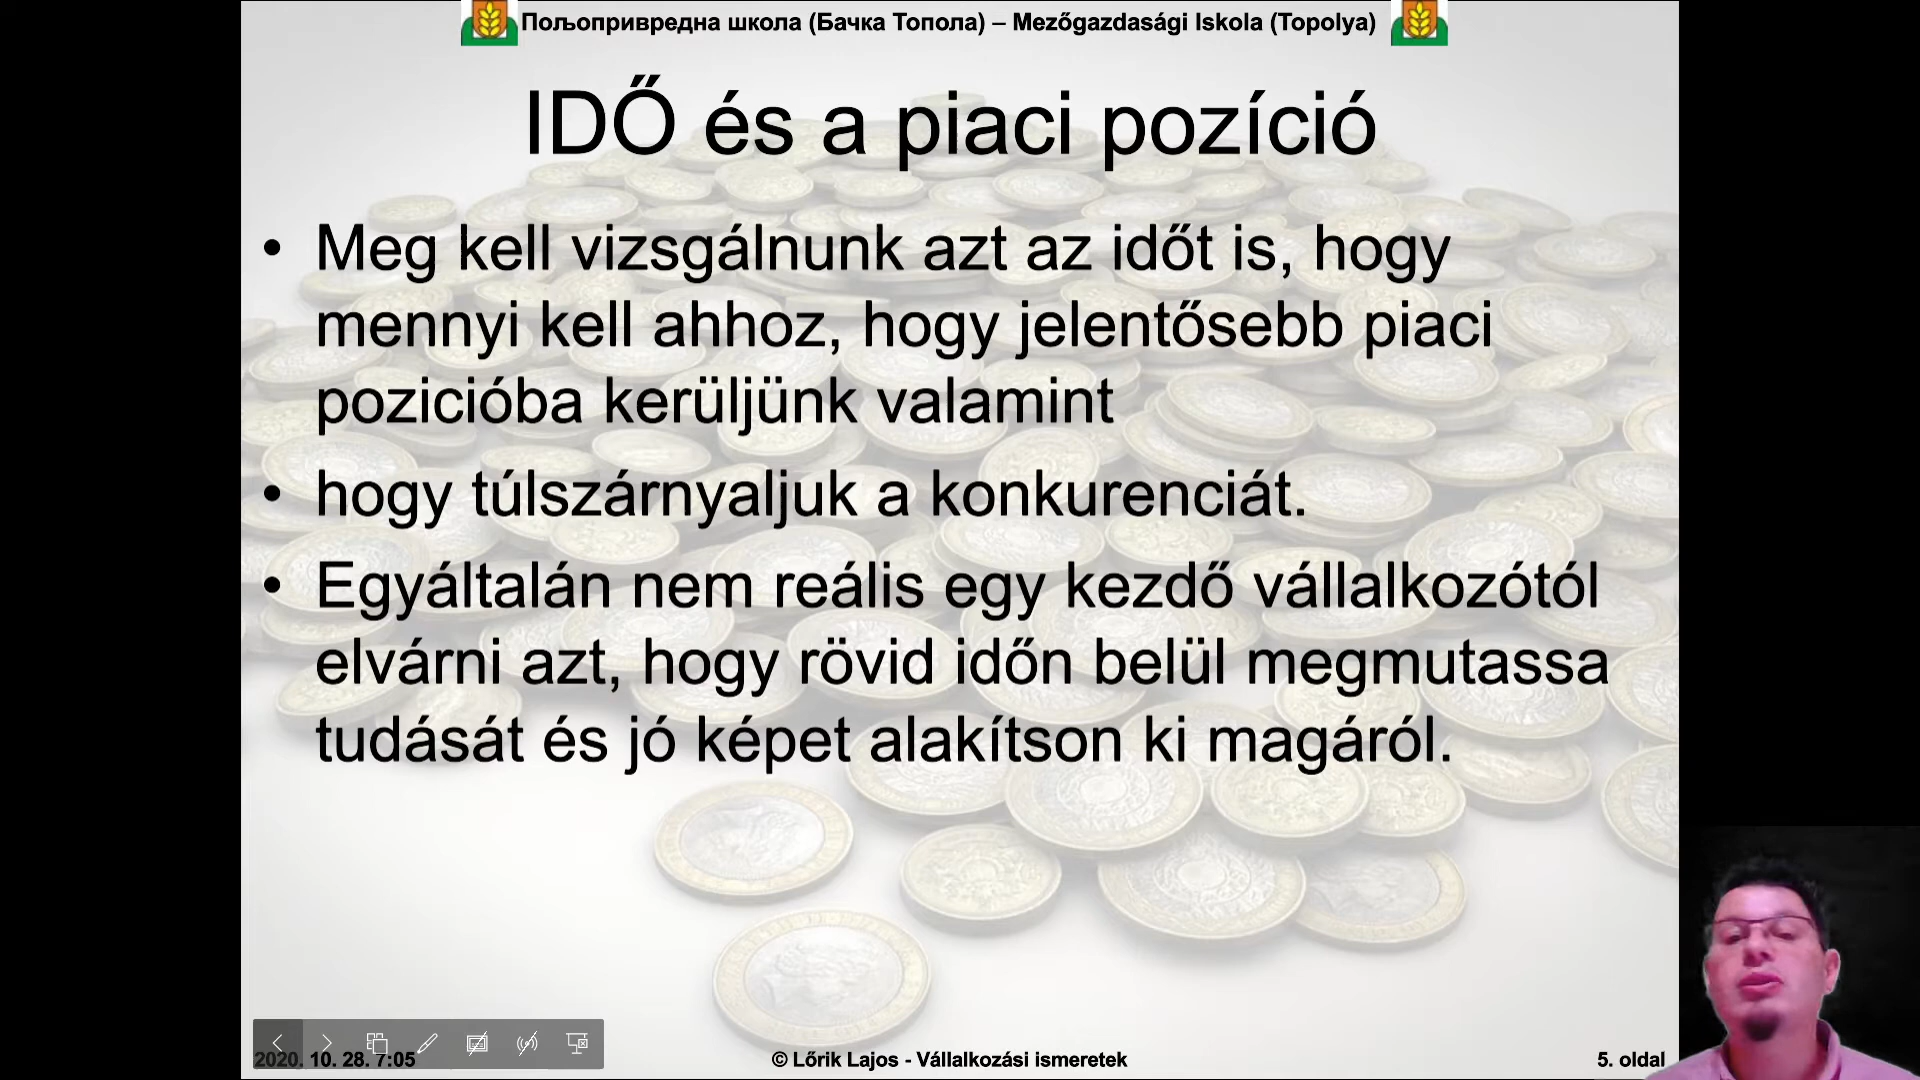 Пољопривредна школа (Бачка Топола) – Mezőgazdasági Iskola (Topolya)
IDŐ és a piaci pozíció
• Meg kell vizsgálnunk azt az időt is, hogy
mennyi kell ahhoz, hogy jelentősebb piaci
pozicióba kerüljünk valamint
• hogy túlszárnyaljuk a konkurenciát.
• Egyáltalán nem reális egy kezdő vállalkozótól
elvárni azt, hogy rövid időn belül megmutassa
tudását és jó képet alakítson ki magáról.
2020. 10. 28. 7:05
© Lőrik Lajos - Vállalkozási ismeretek
5. oldal